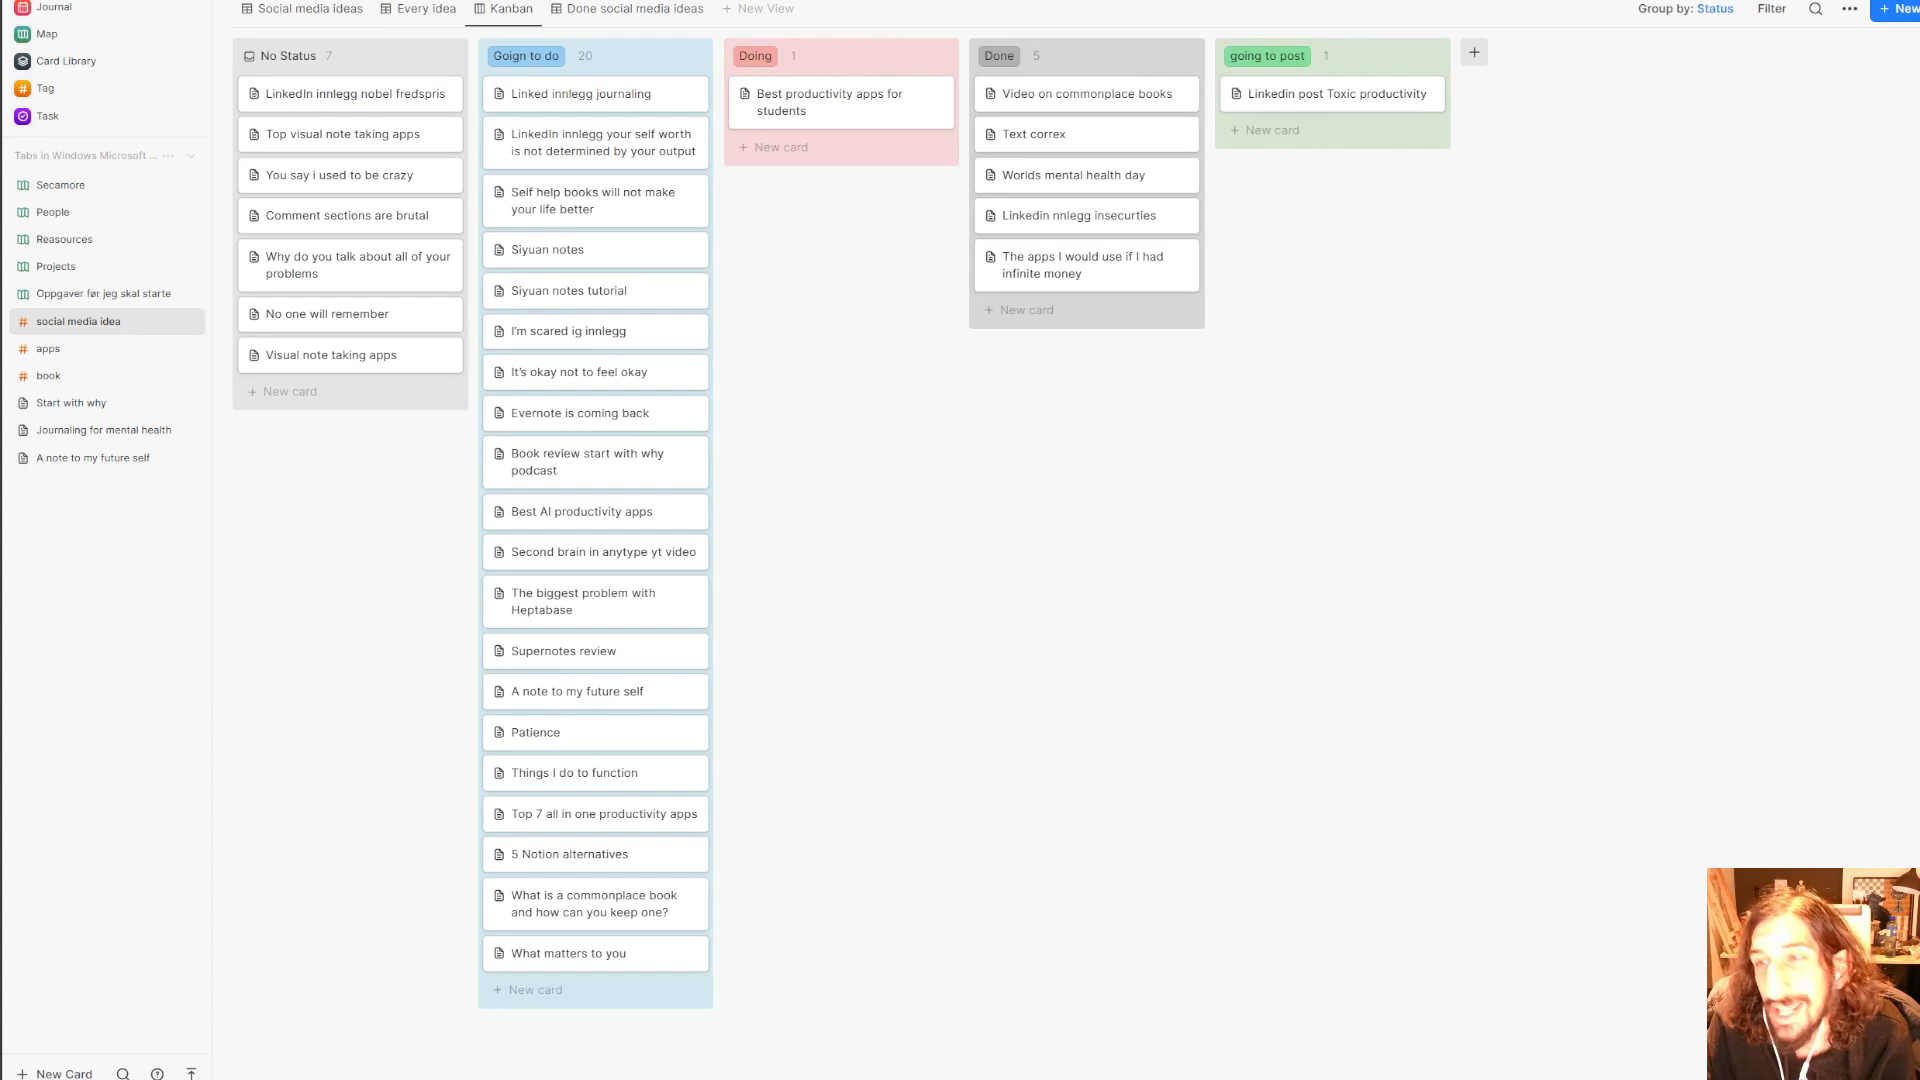 Journal
Map
Card Library
Tag
Task
Tabs in Windows Microsoft ...
Secamore
People
Reasources
Projects
Oppgaver før jeg skal starte
social media idea
apps
book
Start with why
Journaling for mental health
A note to my future self
New Card
Social media ideas
Every idea
Kanban
Done social media ideas
New View
Group by: Status
Filter
New
No Status 7
LinkedIn innlegg nobel fredspris
Top visual note taking apps
You say i used to be crazy
Comment sections are brutal
Why do you talk about all of your
problems
No one will remember
Visual note taking apps
New card
Goign to do 20
Linked innlegg journaling
LinkedIn innlegg your self worth
is not determined by your output
Self help books will not make
your life better
Siyuan notes
Siyuan notes tutorial
I'm scared ig innlegg
It's okay not to feel okay
Evernote is coming back
Book review start with why
podcast
Best AI productivity apps
Second brain in anytype yt video
The biggest problem with
Heptabase
Supernotes review
A note to my future self
Patience
Things I do to function
Top 7 all in one productivity apps
5 Notion alternatives
What is a commonplace book
and how can you keep one?
What matters to you
New card
Doing 1
Best productivity apps for
students
New card
Done 5
Video on commonplace books
Text correx
Worlds mental health day
Linkedin nnlegg insecurties
The apps I would use if I had
infinite money
New card
going to post 1
Linkedin post Toxic productivity
New card